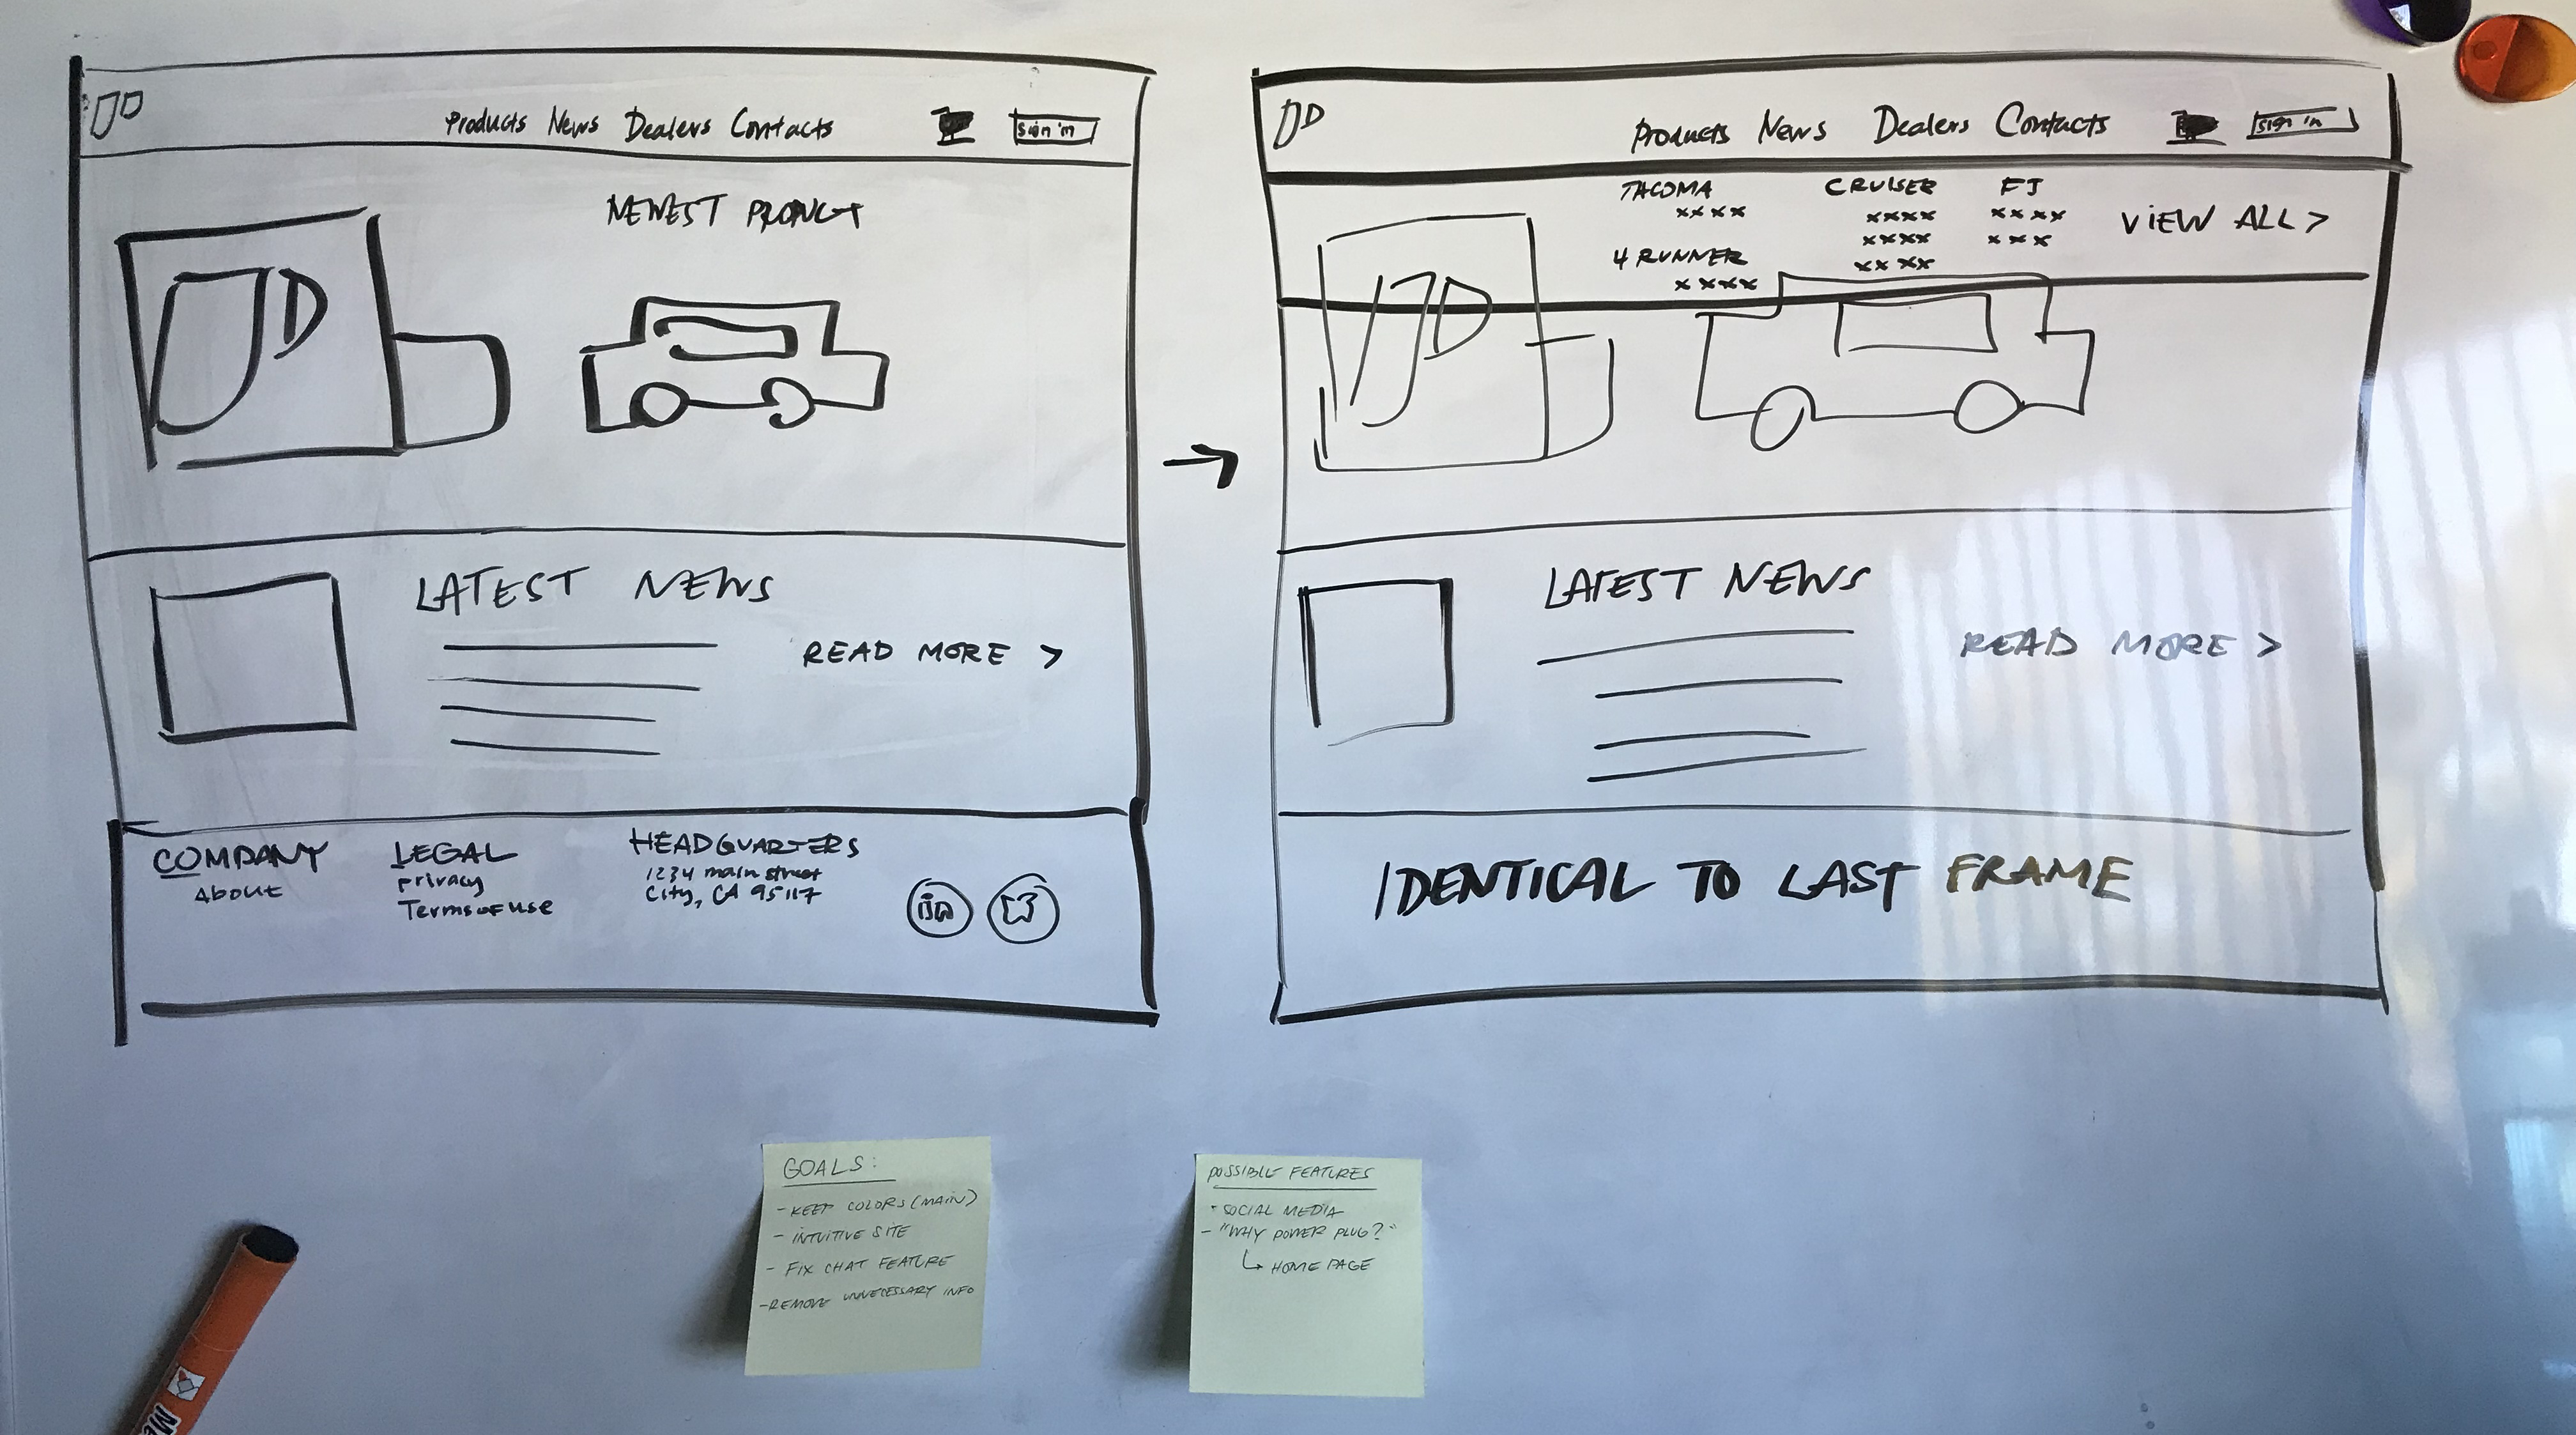 Products News Dealers Contacts sign in
NEWEST PRODUCT
LATEST NEWS
READ MORE >
COMPANY
About
LEGAL
privacy
Terms of use
HEADQUARTERS
1234 main street
City, CA 95117
in
Products News Dealers Contacts sign in
TACOMA
xxxx
4 RUNNER
xxxx
CRUISER
xxxx
xxxx
xxxx
FJ
xxxx
xxx
VIEW ALL >
LATEST NEWS
READ MORE >
IDENTICAL TO LAST FRAME
GOALS:
- KEEP COLORS (MAIN)
- INTUITIVE SITE
- FIX CHAT FEATURE
- REMOVE UNNECESSARY INFO
POSSIBLE FEATURES
- SOCIAL MEDIA
- "WHY POWER PLUG?"
↳ HOME PAGE